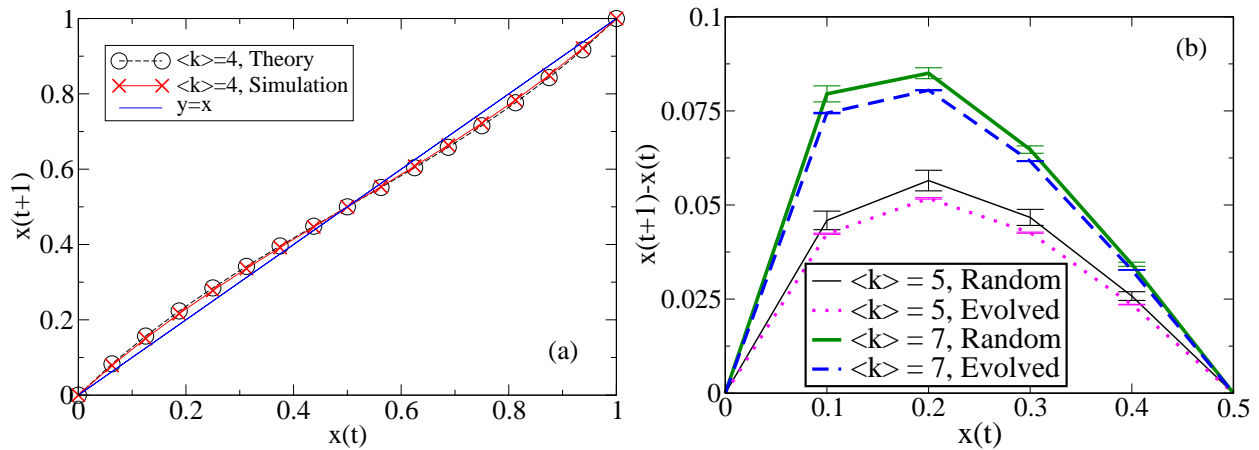 1
0.8
0.6
0.4
0.2
0
x(t+1)
<k>=4, Theory
<k>=4, Simulation
y=x
(a)
0 0.2 0.4 0.6 0.8 1
x(t)
0.1
0.075
0.05
0.025
0
x(t+1)-x(t)
(b)
<k> = 5, Random
<k> = 5, Evolved
<k> = 7, Random
<k> = 7, Evolved
0 0.1 0.2 0.3 0.4 0.5
x(t)